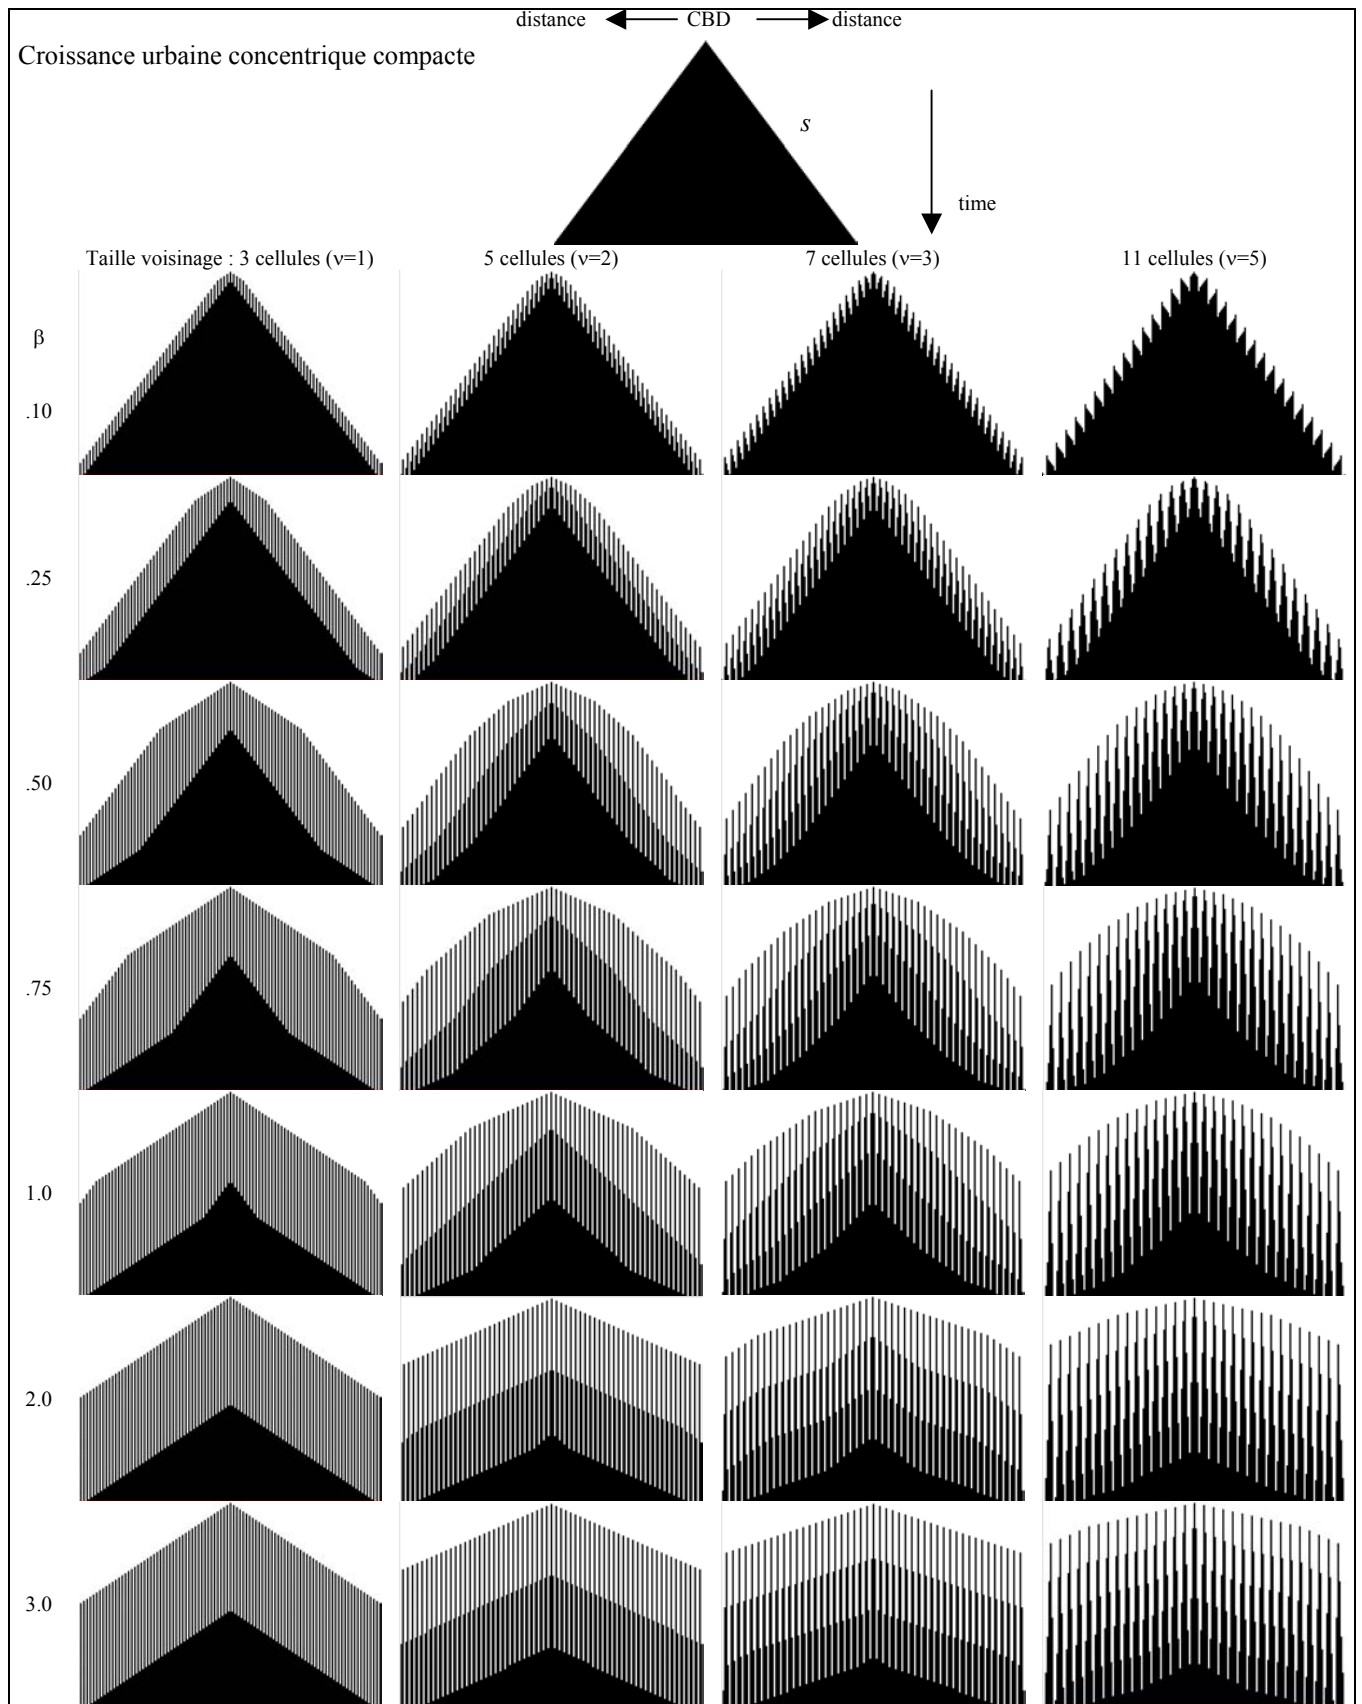 distance CBD distance
Croissance urbaine concentrique compacte
s
time
Taille voisinage : 3 cellules (ν=1) 5 cellules (ν=2) 7 cellules (ν=3) 11 cellules (ν=5)
β
.10
.25
.50
.75
1.0
2.0
3.0